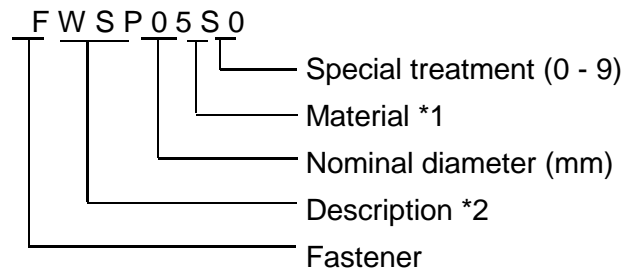 F W S P 0 5 S 0
Special treatment (0 - 9)
Material *1
Nominal diameter (mm)
Description *2
Fastener